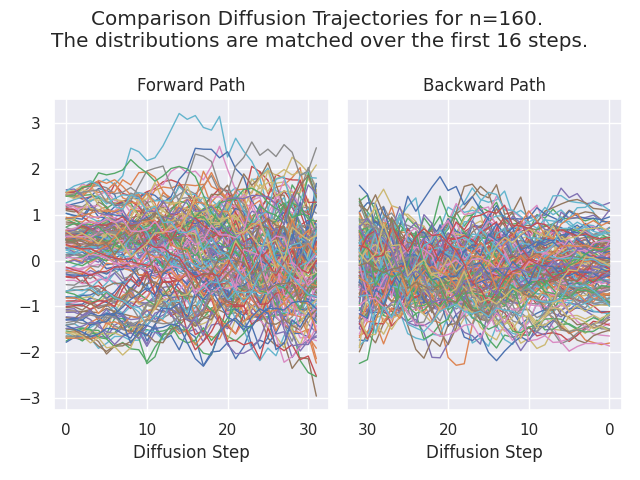 Comparison Diffusion Trajectories for n=160.
The distributions are matched over the first 16 steps.
Forward Path
Backward Path
3
2
1
0
−1
−2
−3
0 10 20 30
30 20 10 0
Diffusion Step
Diffusion Step